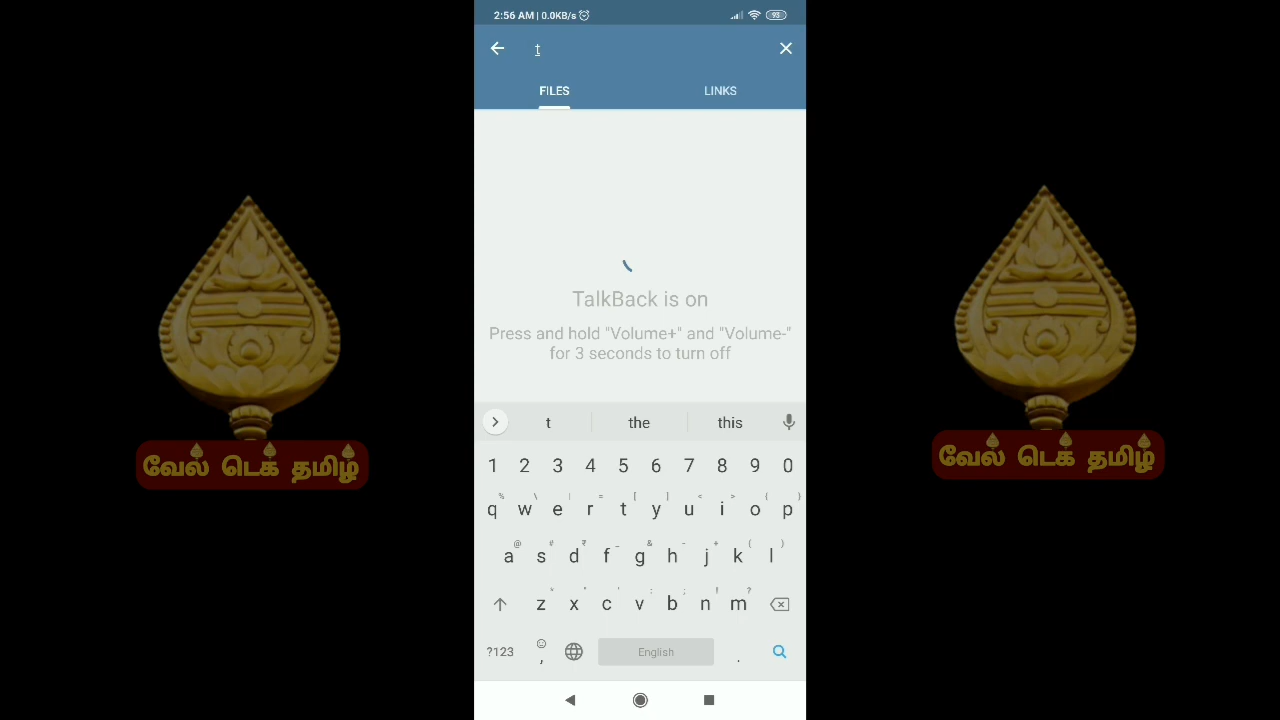 2:56 AM | 0.0KB/s
93
t
FILES
LINKS
TalkBack is on
Press and hold "Volume+" and "Volume-"
for 3 seconds to turn off
t the this
1 2 3 4 5 6 7 8 9 0
% \ | = [ ] < > { }
q w e r t y u i o p
@ # ₹ _ & - + ( )
a s d f g h j k l
* " ' : ; ! ?
z x c v b n m
?123 , English .
வேல் டெக் தமிழ்
வேல் டெக் தமிழ்